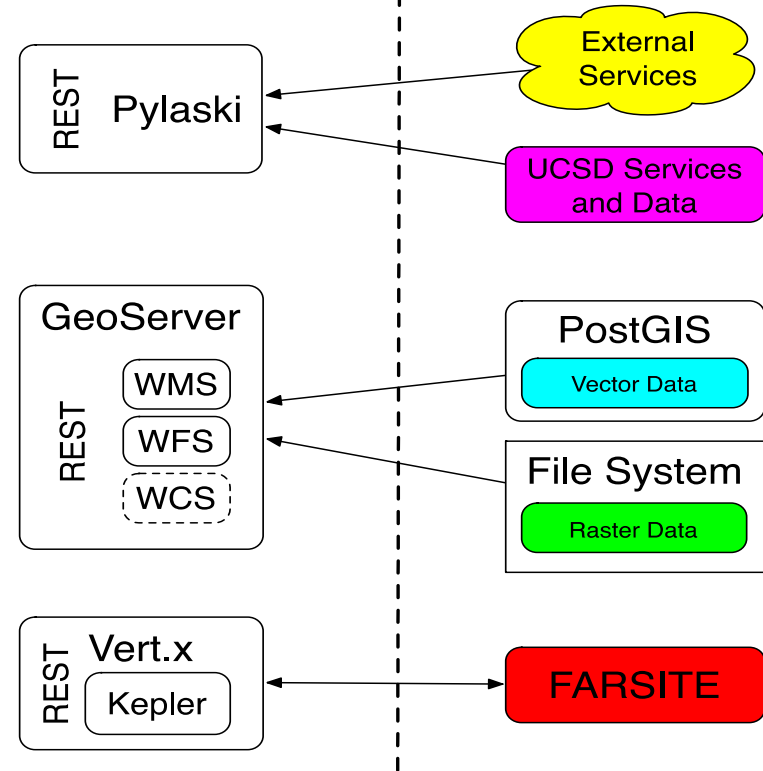 REST
Pylaski
External
Services
UCSD Services
and Data
GeoServer
REST
WMS
WFS
WCS
PostGIS
Vector Data
File System
Raster Data
REST
Vert.x
Kepler
FARSITE